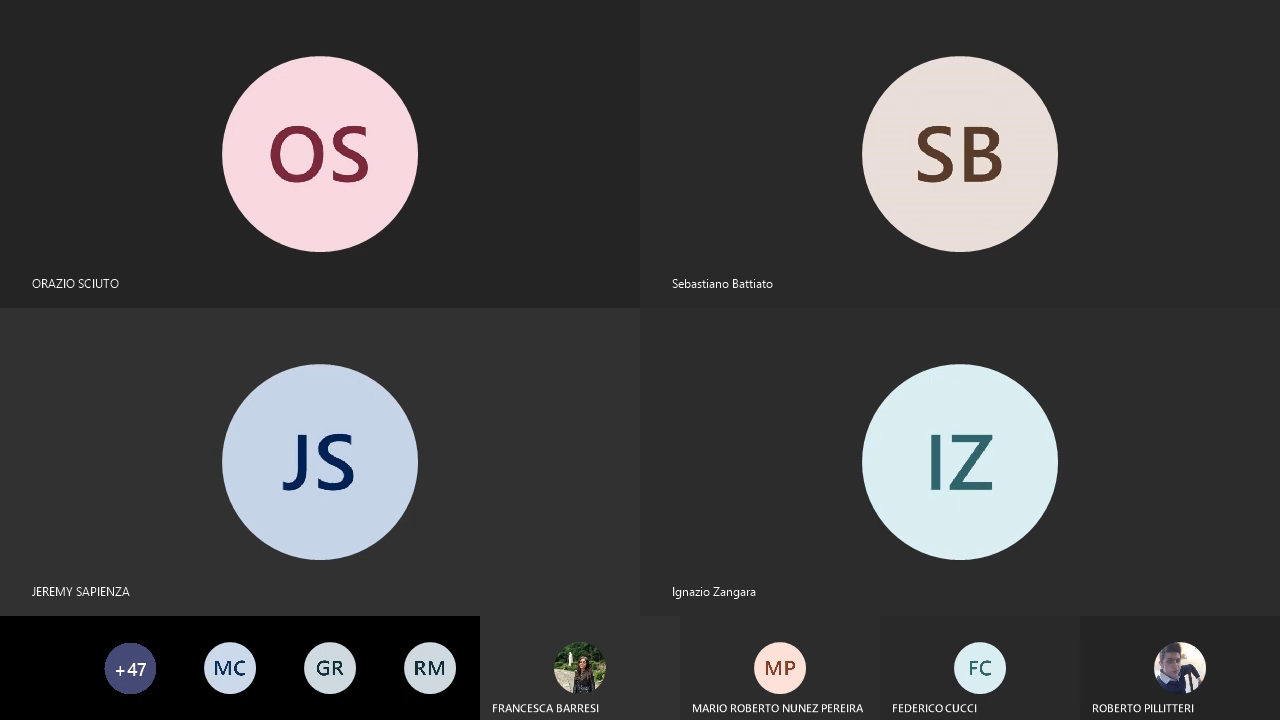 OS
SB
ORAZIO SCIUTO
Sebastiano Battiato
JS
IZ
JEREMY SAPIENZA
Ignazio Zangara
+47
MC
GR
RM
MP
FC
FRANCESCA BARRESI
MARIO ROBERTO NUNEZ PEREIRA
FEDERICO CUCCI
ROBERTO PILLITTERI